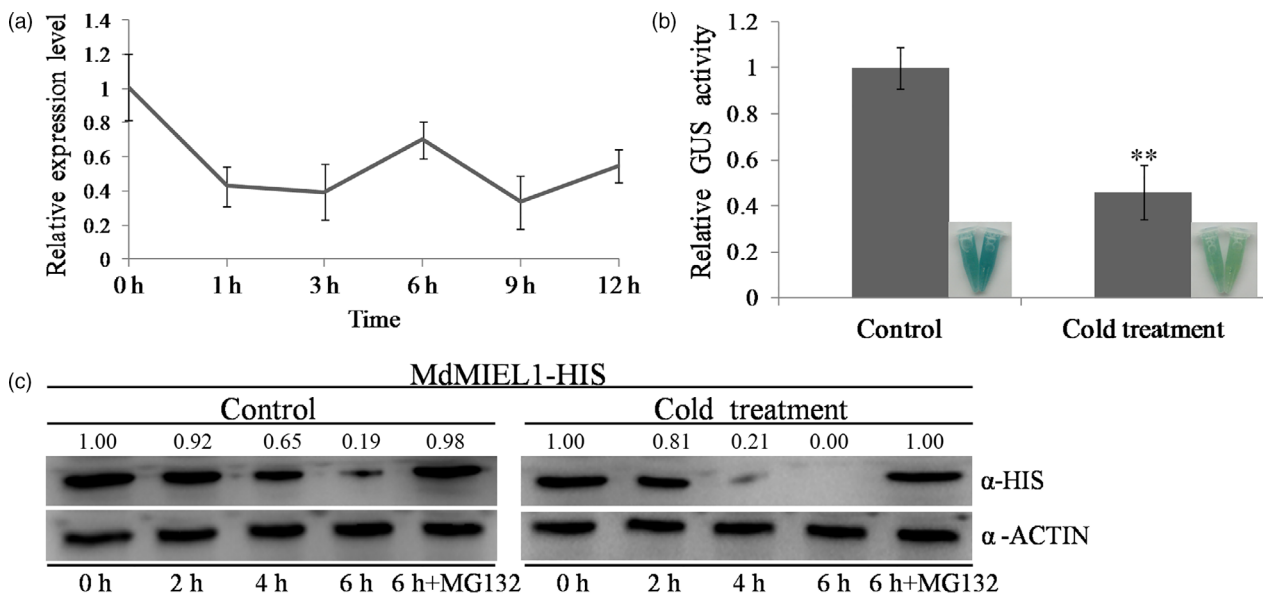 (a)
Relative expression level
1.4
1.2
1
0.8
0.6
0.4
0.2
0
0 h 1 h 3 h 6 h 9 h 12 h
Time
(b)
Relative GUS activity
1.2
1
0.8
0.6
0.4
0.2
0
**
Control Cold treatment
(c)
MdMIEL1-HIS
Control Cold treatment
1.00 0.92 0.65 0.19 0.98 1.00 0.81 0.21 0.00 1.00
α-HIS
α-ACTIN
0 h 2 h 4 h 6 h 6 h+MG132 0 h 2 h 4 h 6 h 6 h+MG132